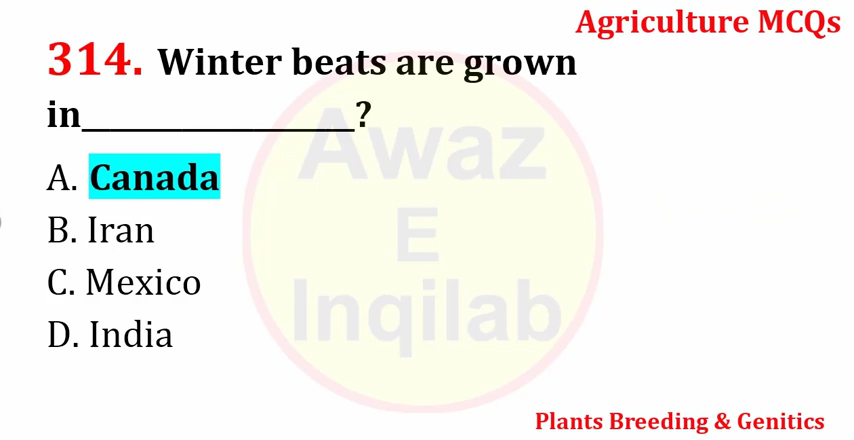 Agriculture MCQs
314. Winter beats are grown
in__________________?
A. Canada
B. Iran
C. Mexico
D. India
Awaz
E
Inqilab
Plants Breeding & Genitics